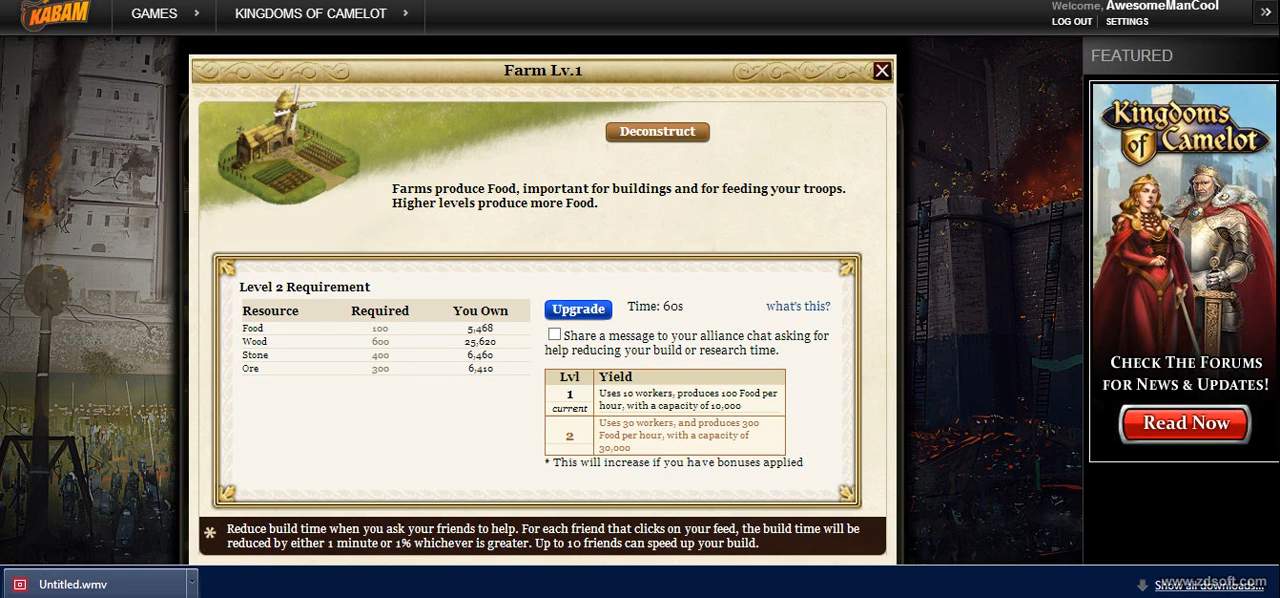 KABAM
GAMES
KINGDOMS OF CAMELOT
Welcome, AwesomeManCool
LOG OUT
SETTINGS
Farm Lv.1
Deconstruct
Farms produce Food, important for buildings and for feeding your troops.
Higher levels produce more Food.
Level 2 Requirement
Resource Required You Own
Food 100 5,468
Wood 600 25,620
Stone 400 6,460
Ore 300 6,410
Upgrade Time: 60s what's this?
Share a message to your alliance chat asking for
help reducing your build or research time.
Lvl Yield
1
current
Uses 10 workers, produces 100 Food per
hour, with a capacity of 10,000
2
Uses 30 workers, and produces 300
Food per hour, with a capacity of
30,000
* This will increase if you have bonuses applied
* Reduce build time when you ask your friends to help. For each friend that clicks on your feed, the build time will be
reduced by either 1 minute or 1% whichever is greater. Up to 10 friends can speed up your build.
FEATURED
Kingdoms
of Camelot
CHECK THE FORUMS
FOR NEWS & UPDATES!
Read Now
Untitled.wmv
Show all downloads...
www.zdsoft.com